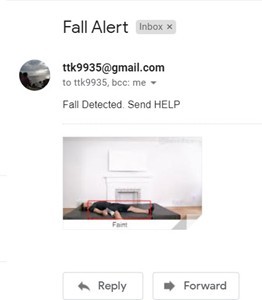 Fall Alert Inbox ×
ttk9935@gmail.com
to ttk9935, bcc: me
Fall Detected. Send HELP
Faint
Reply Forward